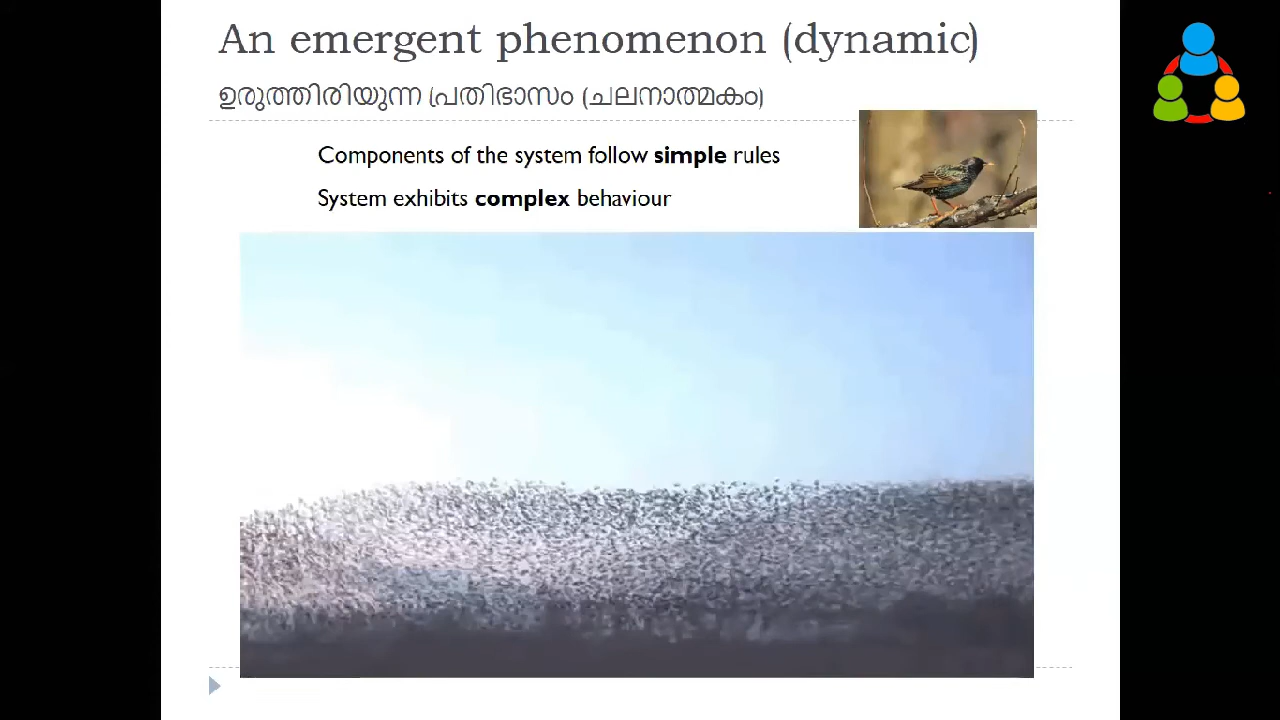 An emergent phenomenon (dynamic)
ഉരുത്തിരിയുന്ന പ്രതിഭാസം (ചലനാത്മകം)
Components of the system follow simple rules
System exhibits complex behaviour